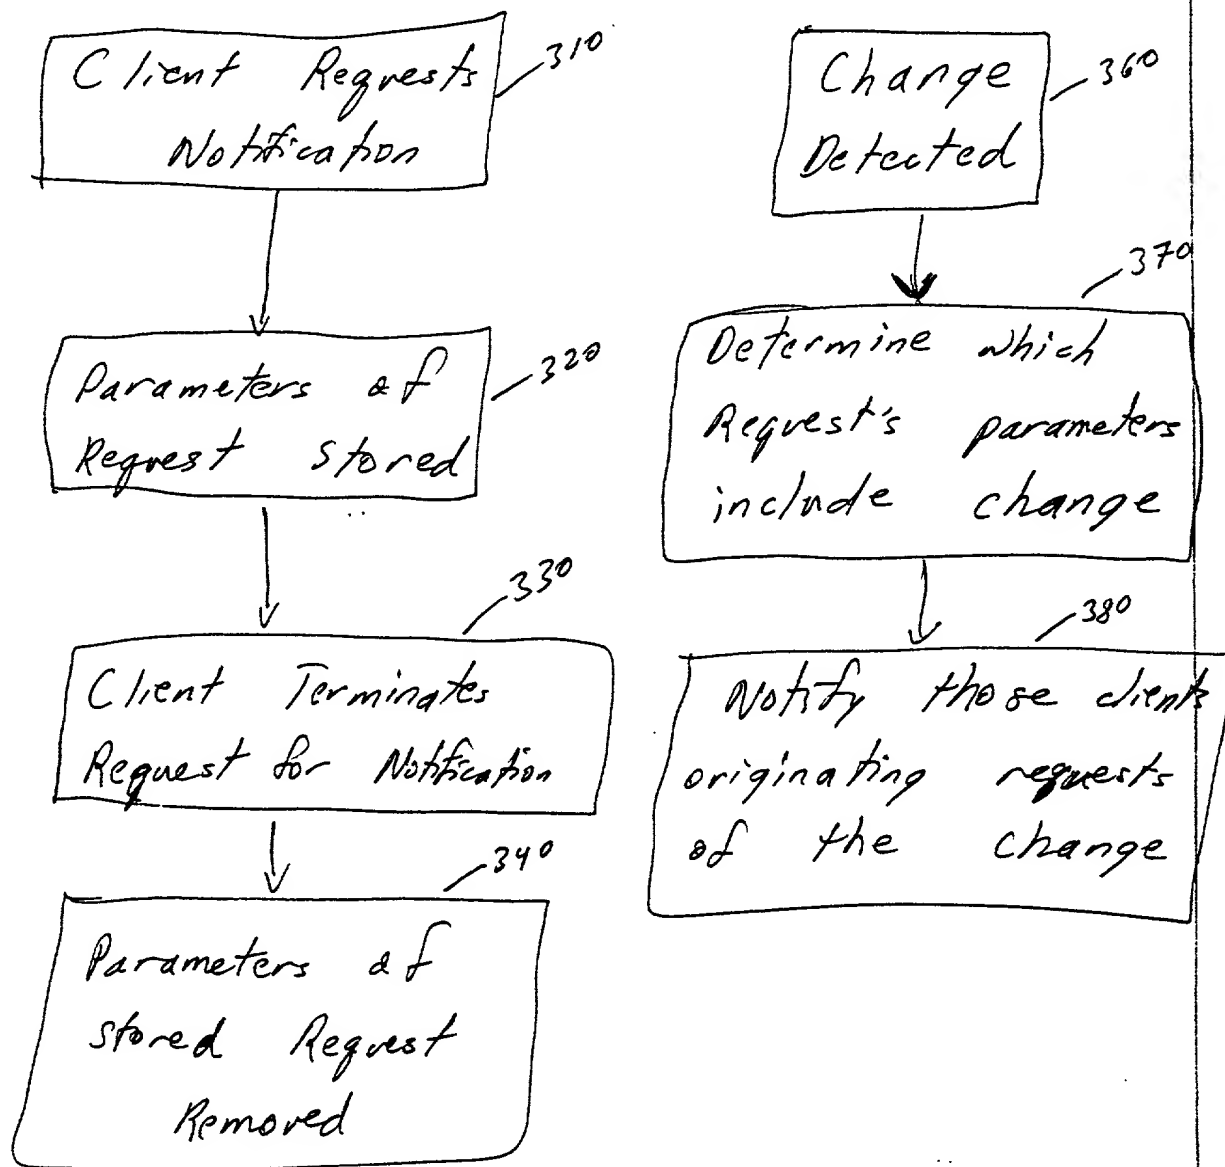 Client Requests
Notification
310
Parameters of
Request Stored
320
330
Client Terminates
Request for Notification
340
Parameters of
Stored Request
Removed
Change
Detected
360
370
Determine which
Request's parameters
include change
380
Notify those clients
originating requests
of the change